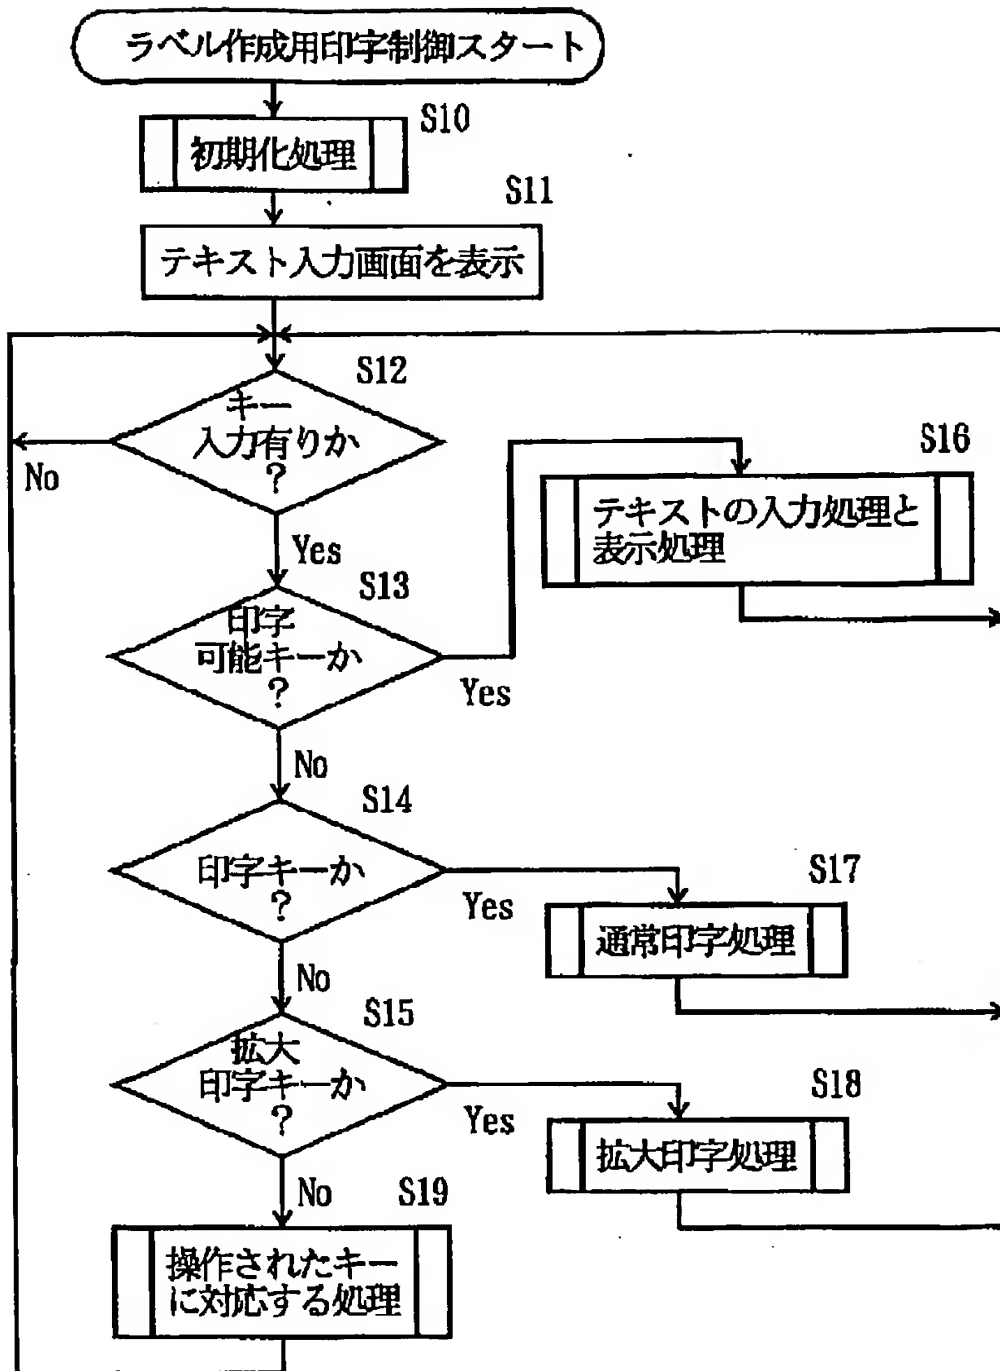 ラベル作成用印字制御スタート
S10
初期化処理
S11
テキスト入力画面を表示
S12
キー
入力有りか
?
No
Yes
S16
テキストの入力処理と
表示処理
S13
印字
可能キーか
?
Yes
No
S14
印字キーか
?
Yes
S17
通常印字処理
No
S15
拡大
印字キーか
?
Yes
S18
拡大印字処理
No
S19
操作されたキー
に対応する処理